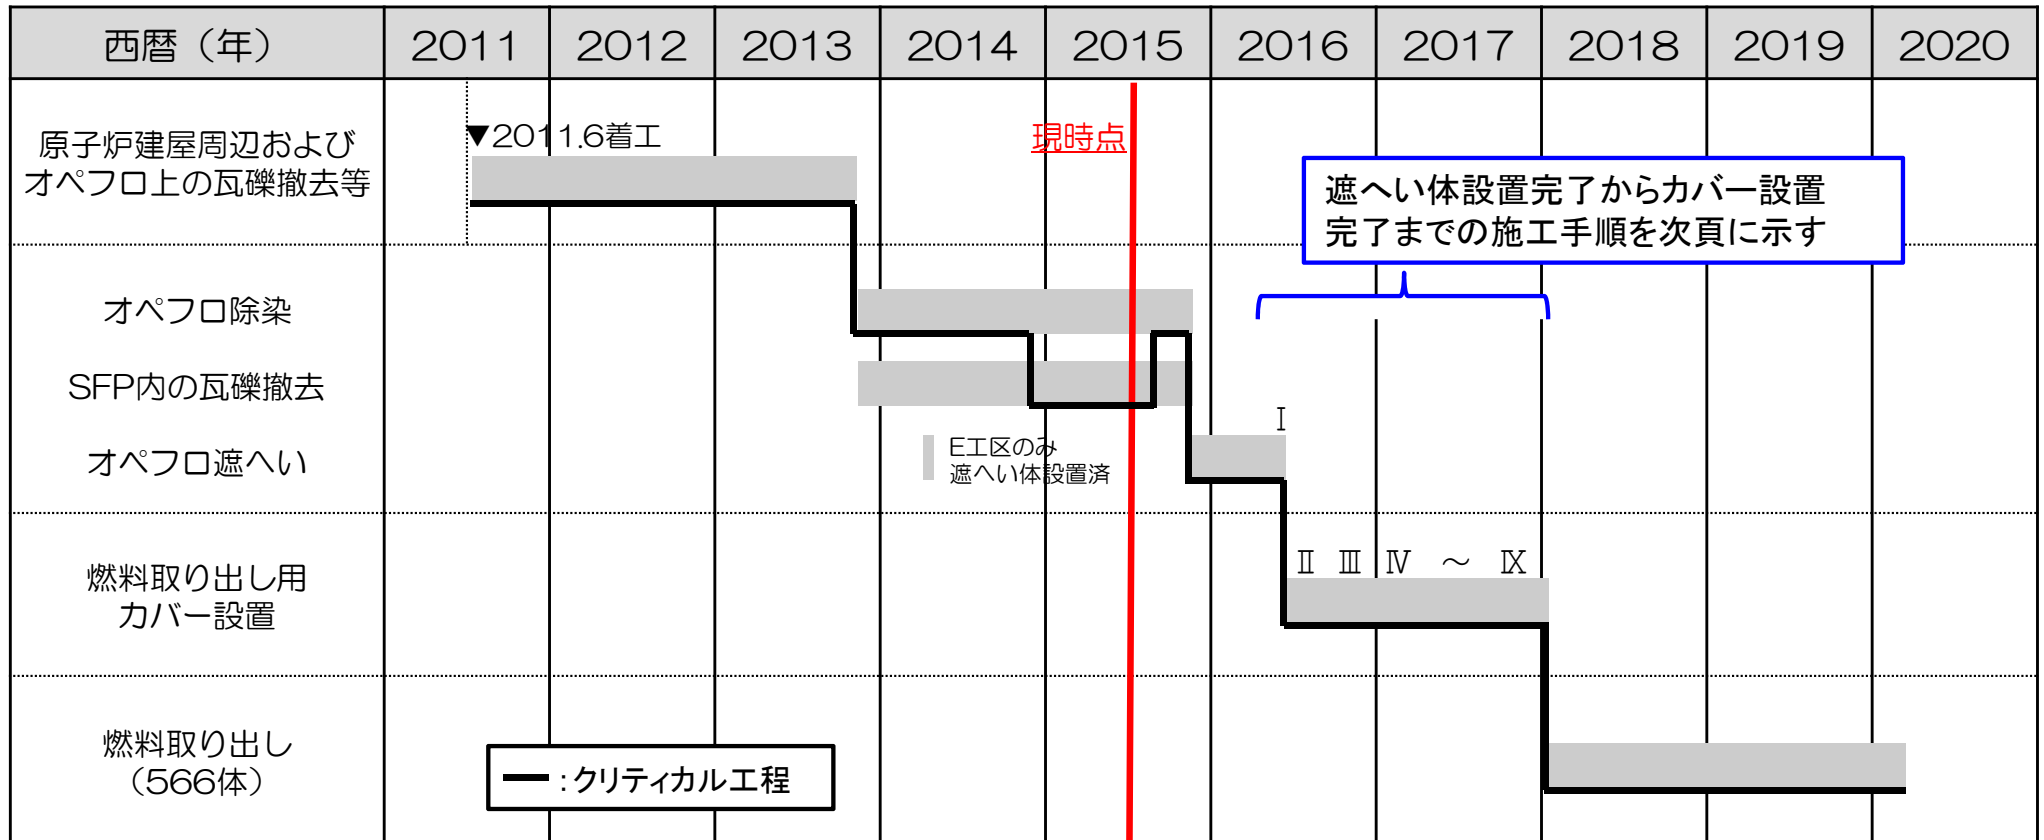 西暦（年） 2011 2012 2013 2014 2015 2016 2017 2018 2019 2020
原子炉建屋周辺および
オペフロ上の瓦礫撤去等
▼2011.6着工
現時点
遮へい体設置完了からカバー設置
完了までの施工手順を次頁に示す
オペフロ除染
SFP内の瓦礫撤去
オペフロ遮へい
E工区のみ
遮へい体設置済
Ⅰ
燃料取り出し用
カバー設置
Ⅱ Ⅲ Ⅳ ～ Ⅸ
燃料取り出し
（566体）
：クリティカル工程